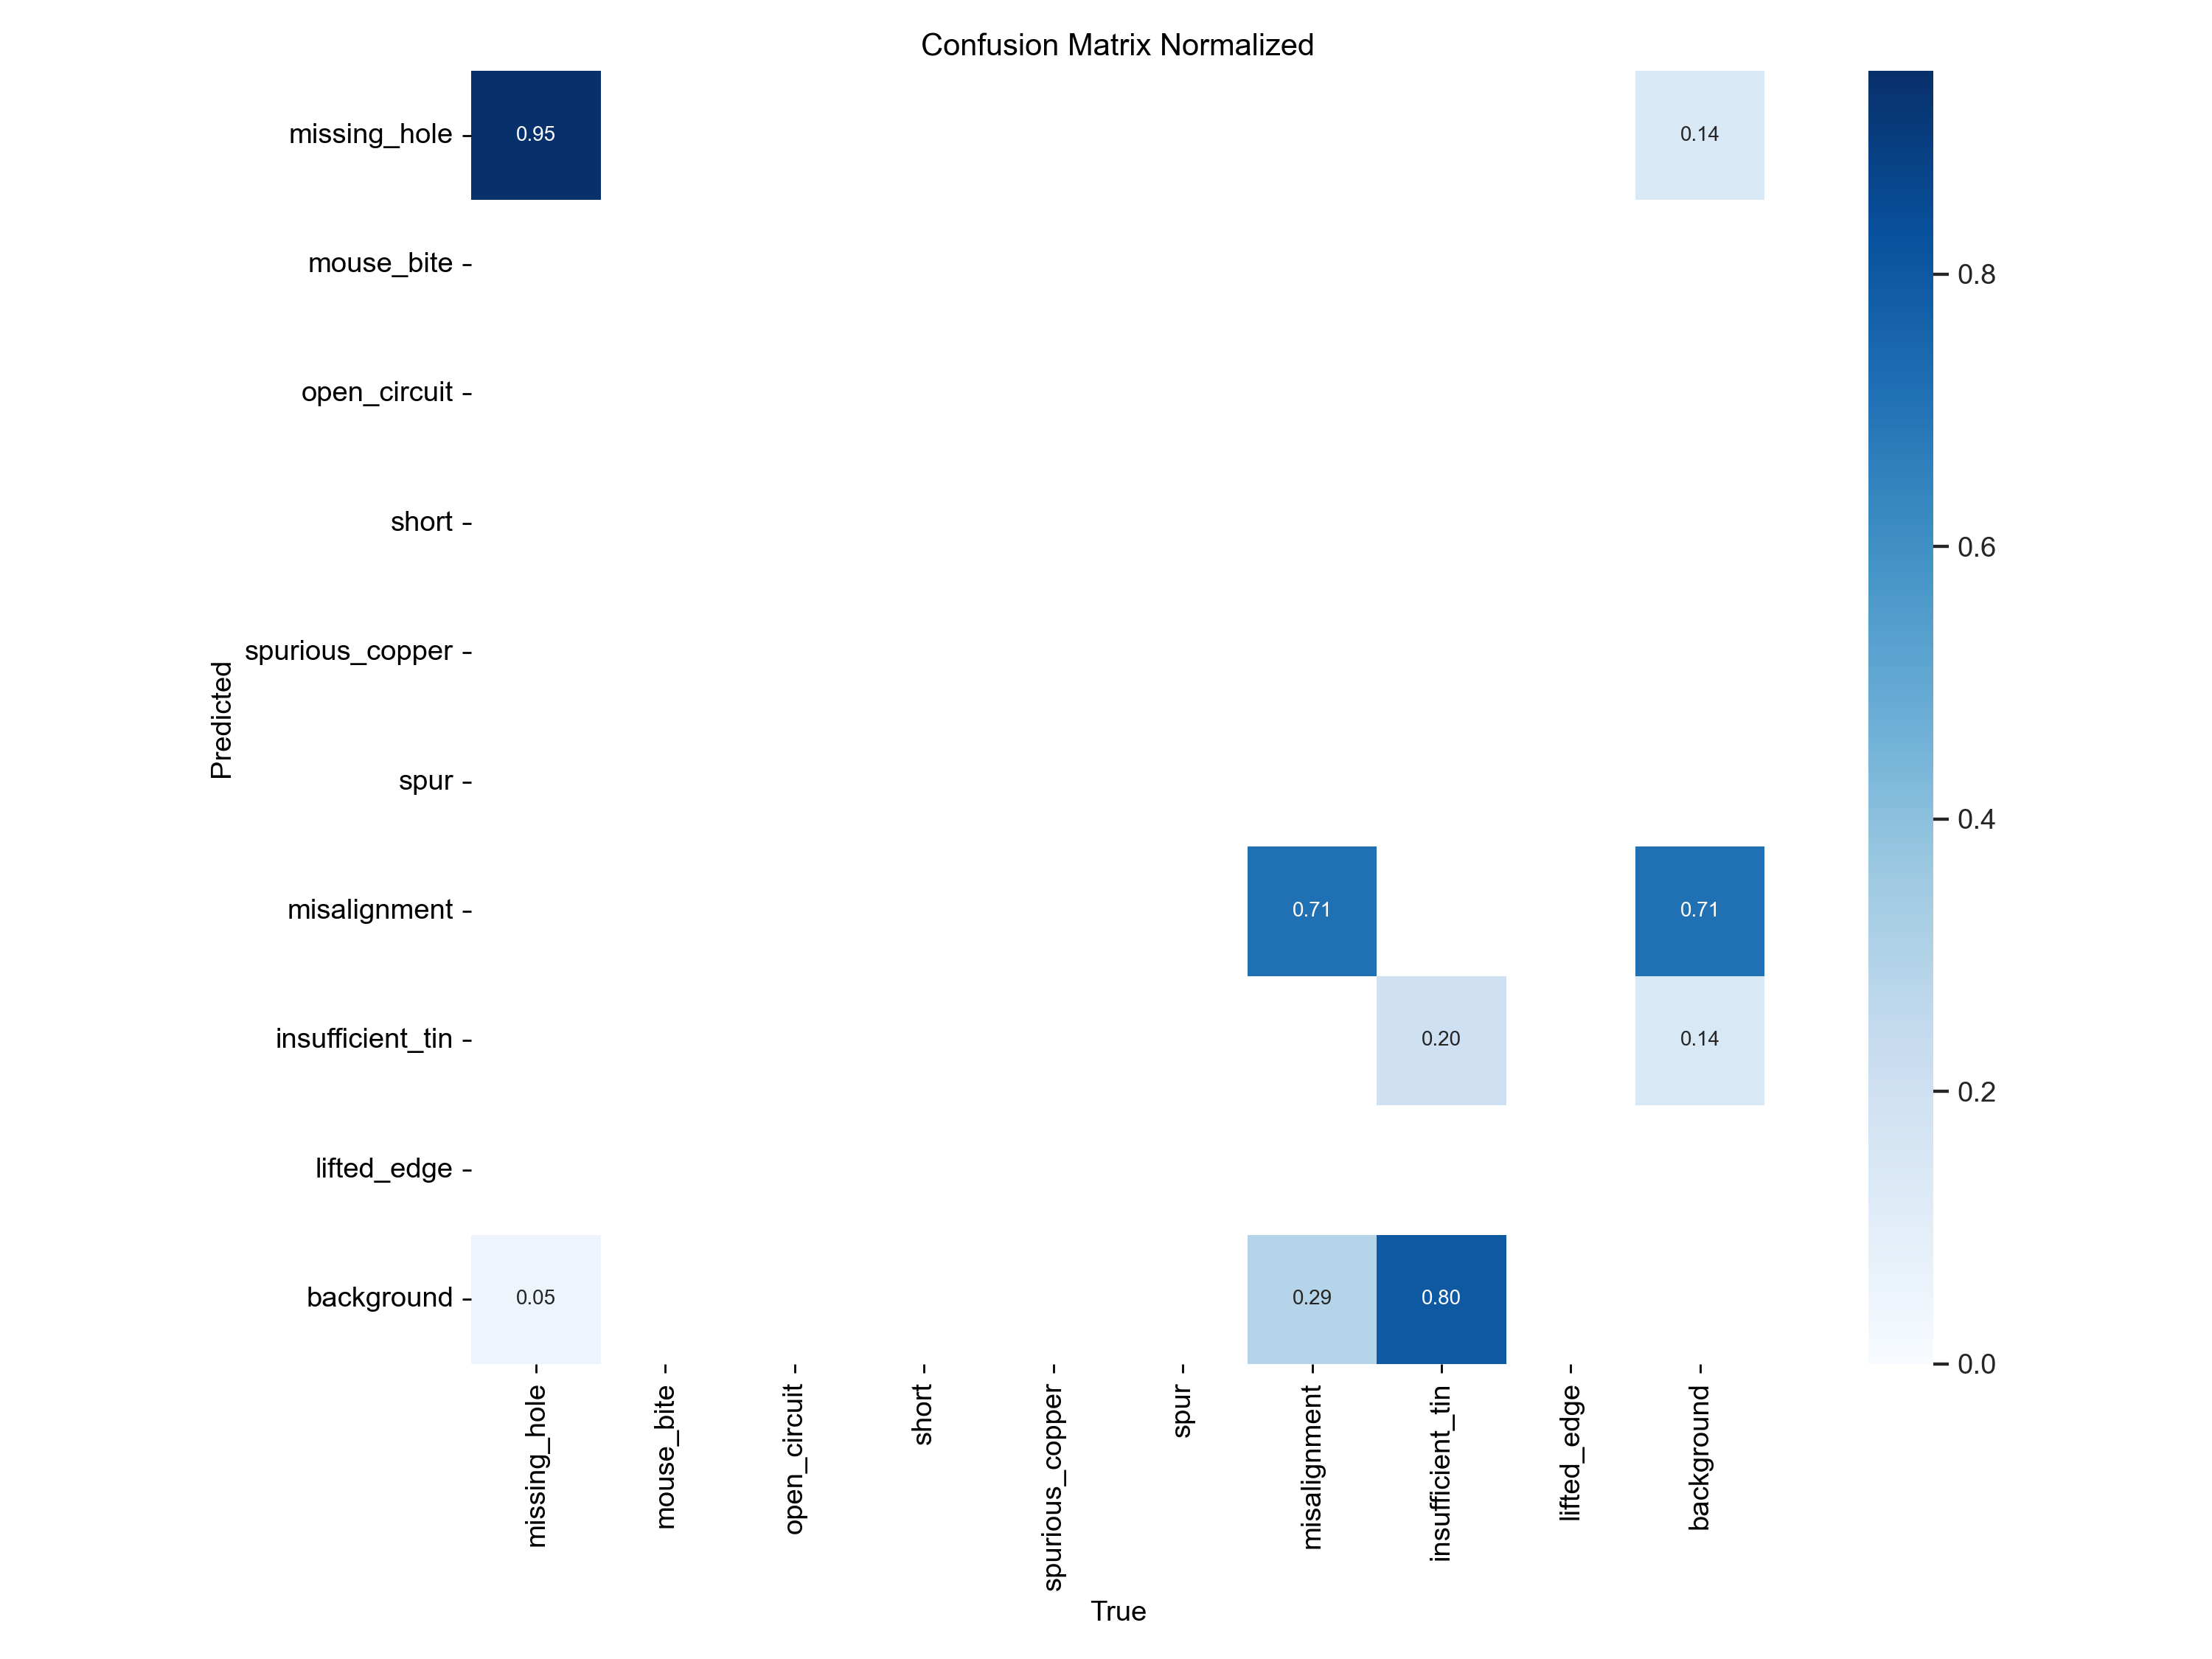 Confusion Matrix Normalized
missing_hole
0.95
0.14
mouse_bite
open_circuit
short
spurious_copper
spur
misalignment
0.71
0.71
insufficient_tin
0.20
0.14
lifted_edge
background
0.05
0.29
0.80
Predicted
missing_hole
mouse_bite
open_circuit
short
spurious_copper
spur
misalignment
insufficient_tin
lifted_edge
background
True
0.8
0.6
0.4
0.2
0.0